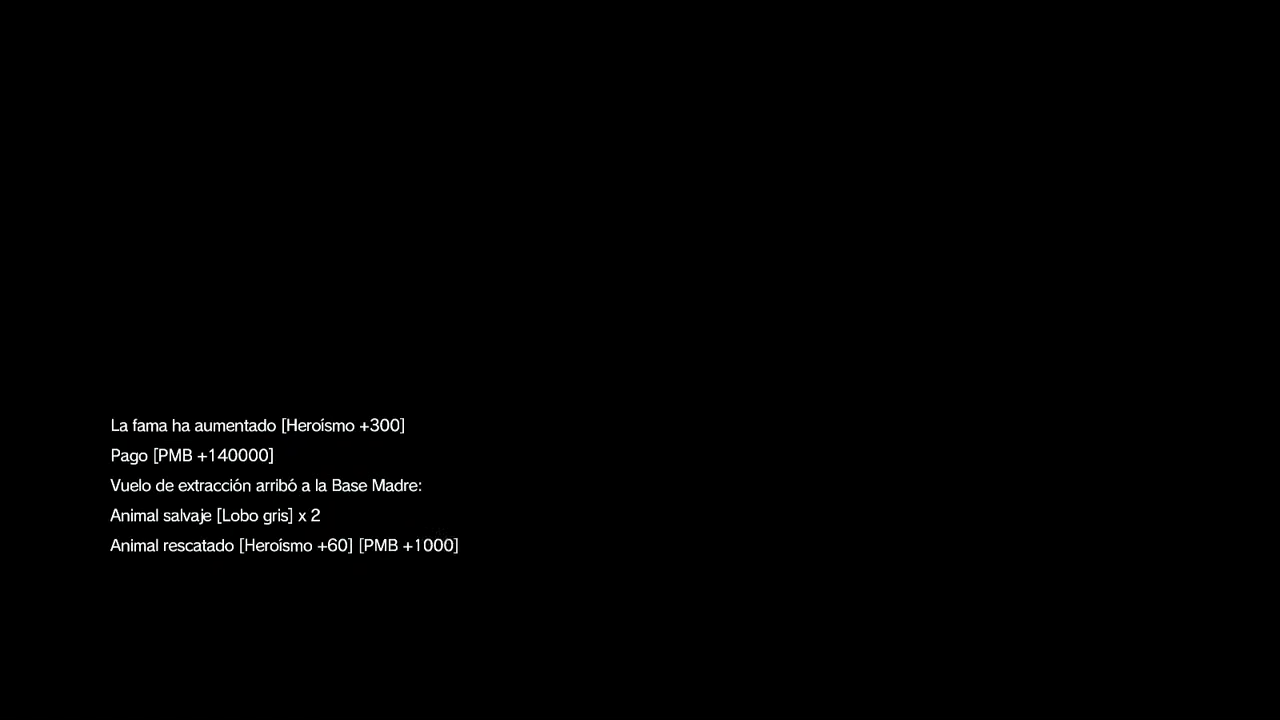 La fama ha aumentado [Heroísmo +300]
Pago [PMB +140000]
Vuelo de extracción arribó a la Base Madre:
Animal salvaje [Lobo gris] x 2
Animal rescatado [Heroísmo +60] [PMB +1000]